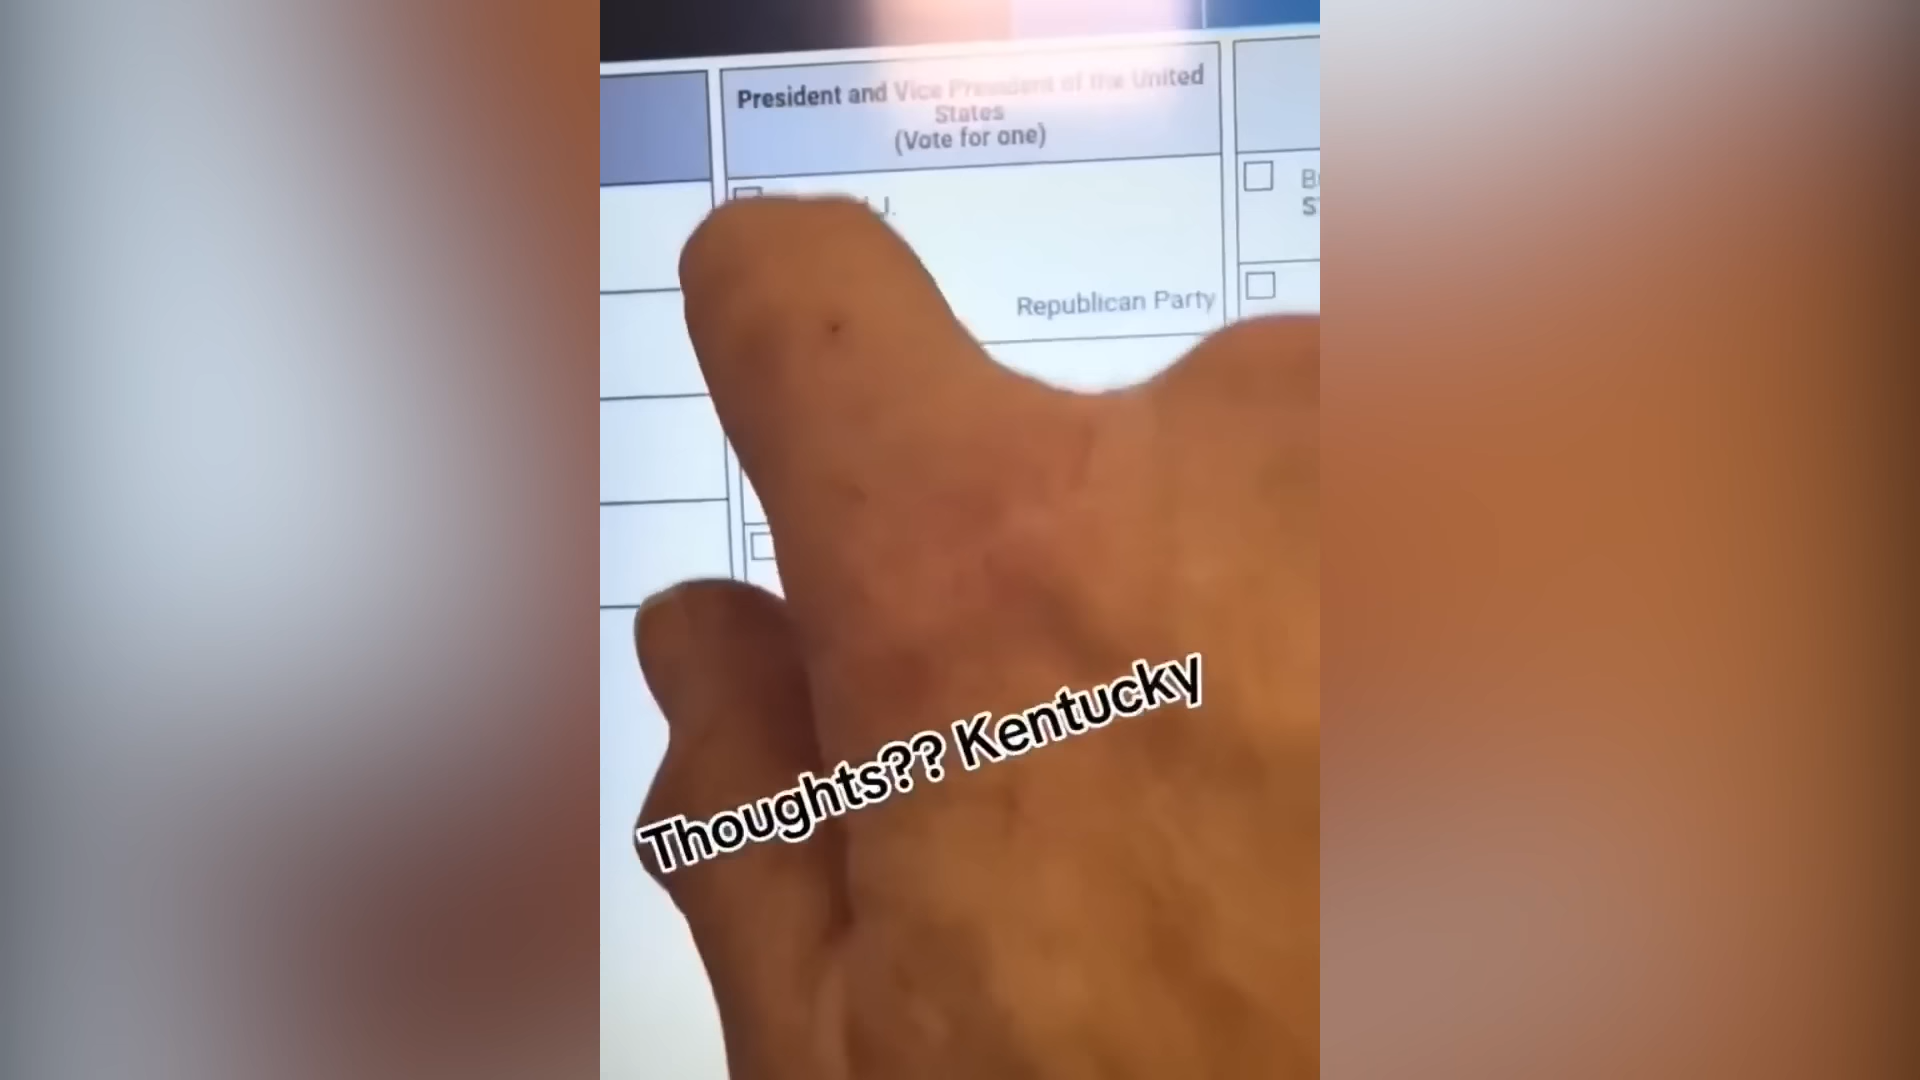 President and Vice President of the United
States
(Vote for one)
J.
Republican Party
Thoughts?? Kentucky